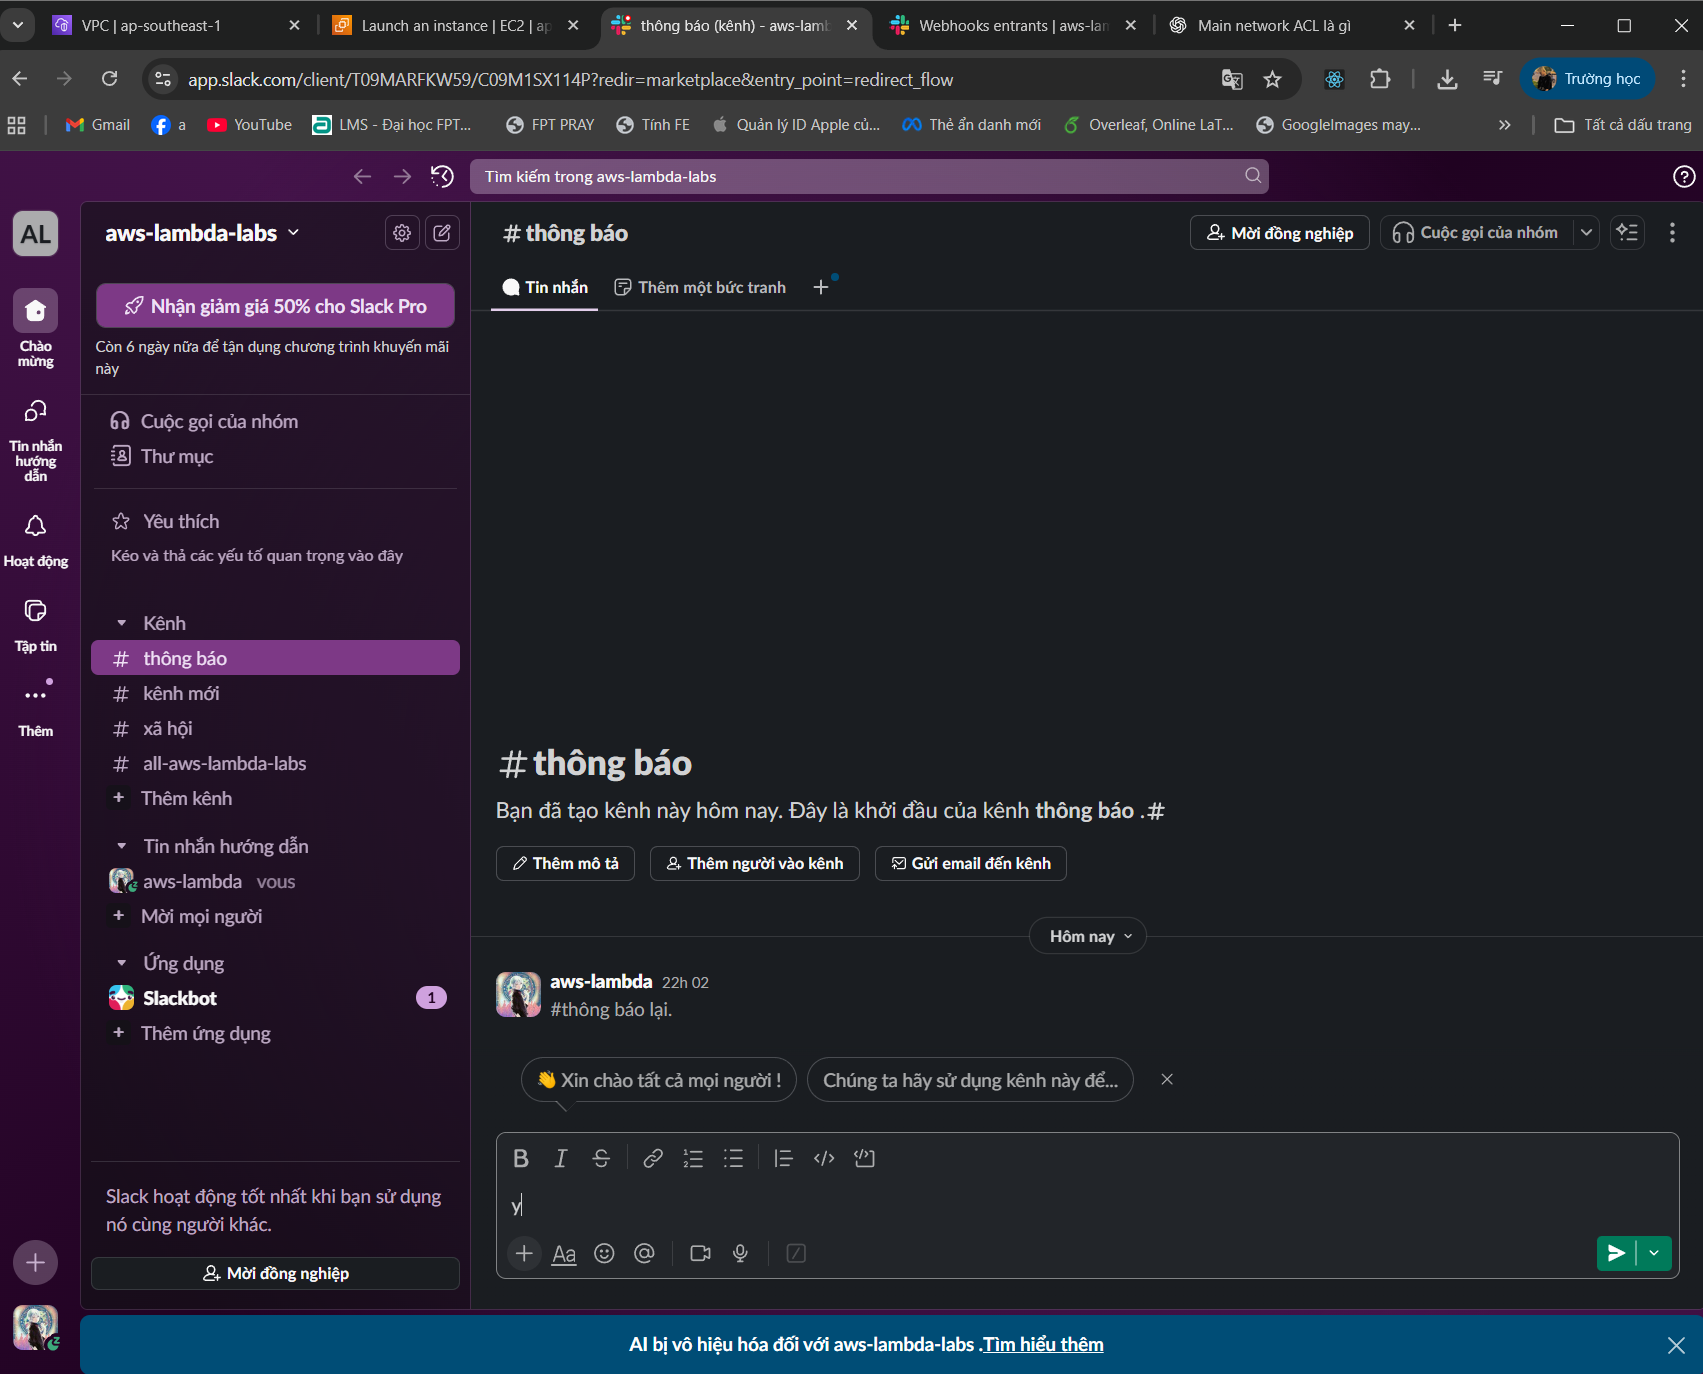 VPC | ap-southeast-1
Launch an instance | EC2 | ap
thông báo (kênh) - aws-lamb
Webhooks entrants | aws-lan
Main network ACL là gì
app.slack.com/client/T09MARFKW59/C09M1SX114P?redir=marketplace&entry_point=redirect_flow
Trường học
Gmail
a
YouTube
LMS - Đại học FPT...
FPT PRAY
Tính FE
Quản lý ID Apple củ...
Thẻ ẩn danh mới
Overleaf, Online LaT...
GoogleImages may...
Tất cả dấu trang
Tìm kiếm trong aws-lambda-labs
AL
Chào mừng
Tin nhắn hướng dẫn
Hoạt động
Tập tin
Thêm
aws-lambda-labs
Nhận giảm giá 50% cho Slack Pro
Còn 6 ngày nữa để tận dụng chương trình khuyến mãi
này
Cuộc gọi của nhóm
Thư mục
Yêu thích
Kéo và thả các yếu tố quan trọng vào đây
Kênh
# thông báo
# kênh mới
# xã hội
# all-aws-lambda-labs
+ Thêm kênh
Tin nhắn hướng dẫn
aws-lambda vous
+ Mời mọi người
Ứng dụng
Slackbot 1
+ Thêm ứng dụng
Slack hoạt động tốt nhất khi bạn sử dụng
nó cùng người khác.
Mời đồng nghiệp
# thông báo
Mời đồng nghiệp
Cuộc gọi của nhóm
Tin nhắn
Thêm một bức tranh
# thông báo
Bạn đã tạo kênh này hôm nay. Đây là khởi đầu của kênh thông báo .#
Thêm mô tả
Thêm người vào kênh
Gửi email đến kênh
Hôm nay
aws-lambda 22h 02
#thông báo lại.
👋 Xin chào tất cả mọi người !
Chúng ta hãy sử dụng kênh này để...
B I S
y
Aa
AI bị vô hiệu hóa đối với aws-lambda-labs .Tìm hiểu thêm